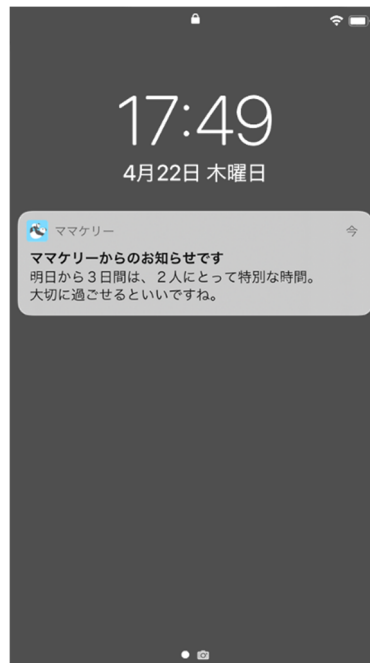 17:49
4月22日 木曜日
ママケリー 今
ママケリーからのお知らせです
明日から３日間は、２人にとって特別な時間。
大切に過ごせるといいですね。